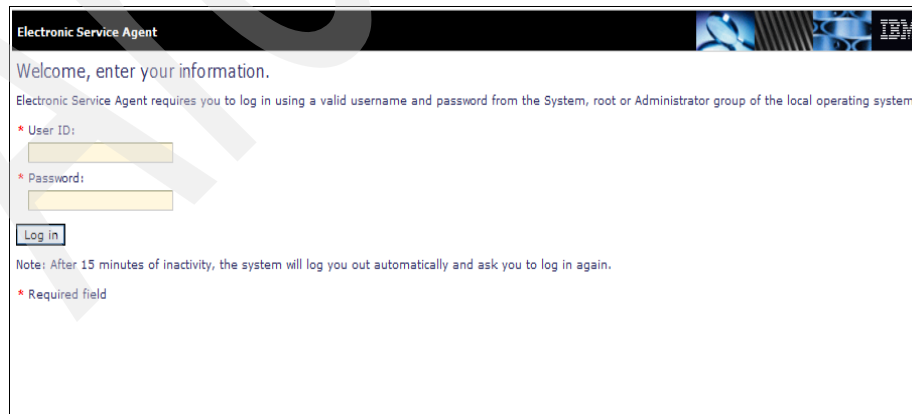 Electronic Service Agent
IBM
Welcome, enter your information.
Electronic Service Agent requires you to log in using a valid username and password from the System, root or Administrator group of the local operating system
* User ID:
* Password:
Log in
Note: After 15 minutes of inactivity, the system will log you out automatically and ask you to log in again.
* Required field